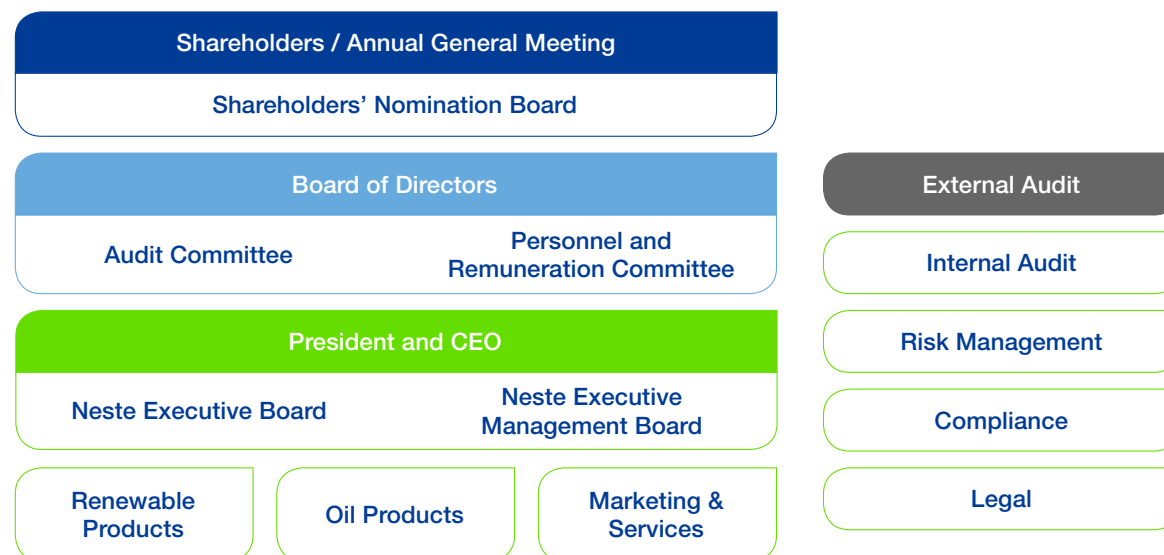 Shareholders / Annual General Meeting
Shareholders’ Nomination Board
Board of Directors
Audit Committee
Personnel and
Remuneration Committee
President and CEO
Neste Executive Board
Neste Executive
Management Board
Renewable
Products
Oil Products
Marketing &
Services
External Audit
Internal Audit
Risk Management
Compliance
Legal